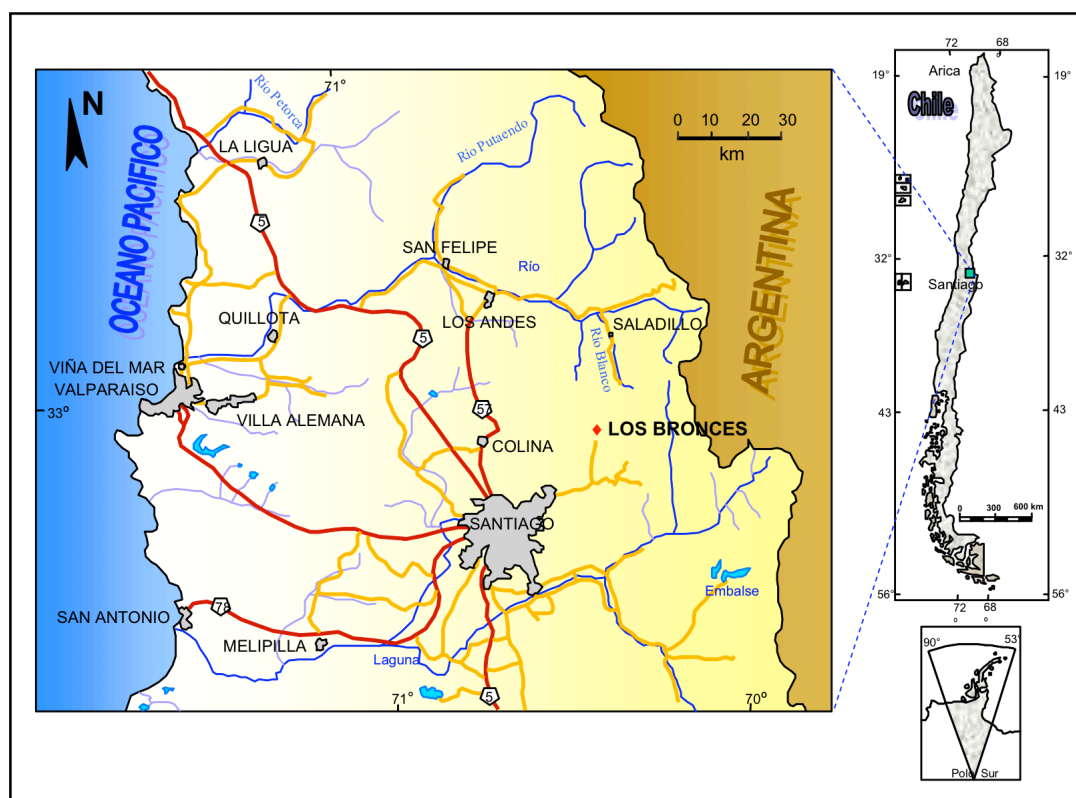 71°
N
Río Petorca
LA LIGUA
OCEANO PACIFICO
5
Río Putaendo
0 10 20 30
km
ARGENTINA
SAN FELIPE
Río
QUILLOTA
LOS ANDES
SALADILLO
5
Río Blanco
VIÑA DEL MAR
VALPARAISO
33°
VILLA ALEMANA
57
LOS BRONCES
COLINA
SANTIAGO
Embalse
SAN ANTONIO
78
MELIPILLA
Laguna
5
71°
70°
72 68
19°
Arica
19°
Chile
32°
32°
Santiago
43
43
0 300 600 km
56°
72 68
56°
90°
53°
Polo Sur